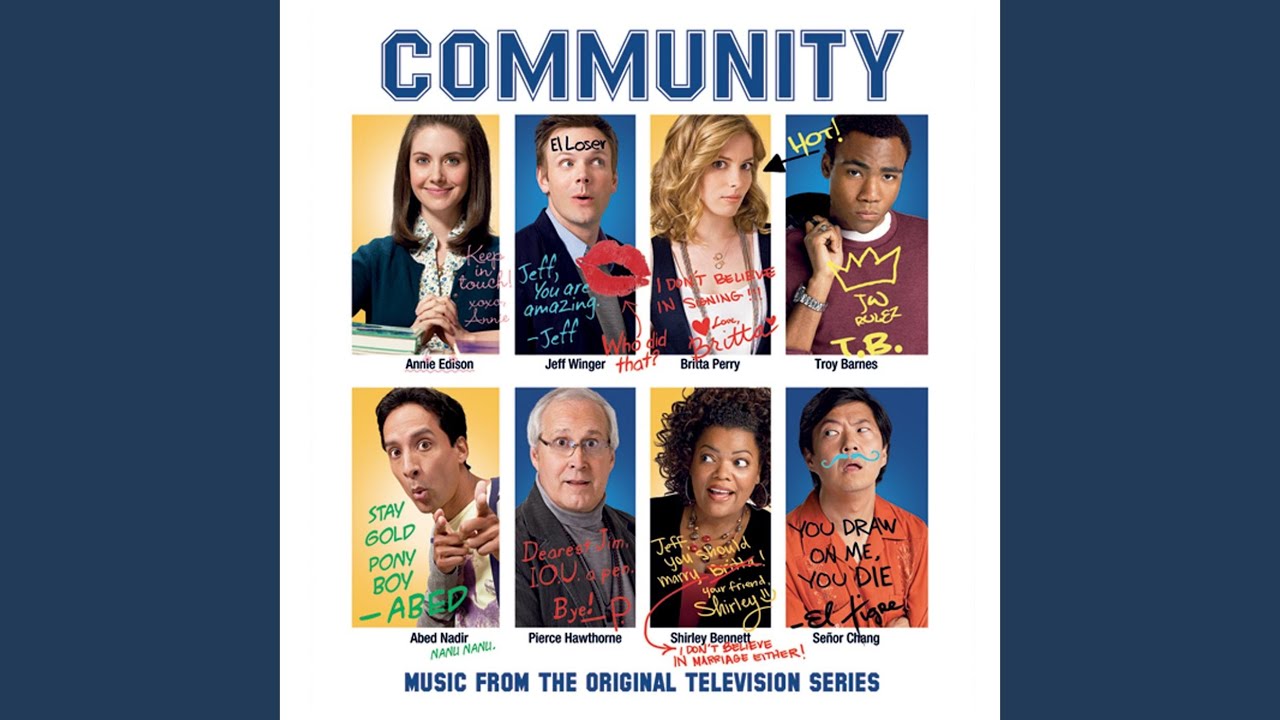 COMMUNITY
Keep
in
touch!
xoxo,
Annie
Annie Edison
El Loser
Jeff,
You are
amazing.
-Jeff
Who did
that?
Jeff Winger
I DON'T BELIEVE
IN SIGNING!!!
Love,
Britta
Britta Perry
HOT!
JW
RULEZ
T.B.
Troy Barnes
STAY
GOLD
PONY
BOY
-ABED
Abed Nadir
NANU NANU.
Dearest Jim,
I.O.U. a pen.
Bye! -P
Pierce Hawthorne
Jeff,
you should
marry Britta!
your friend,
Shirley
Shirley Bennett
I DON'T BELIEVE
IN MARRIAGE EITHER!
YOU DRAW
ON ME,
YOU DIE
-El Tigre
Señor Chang
MUSIC FROM THE ORIGINAL TELEVISION SERIES